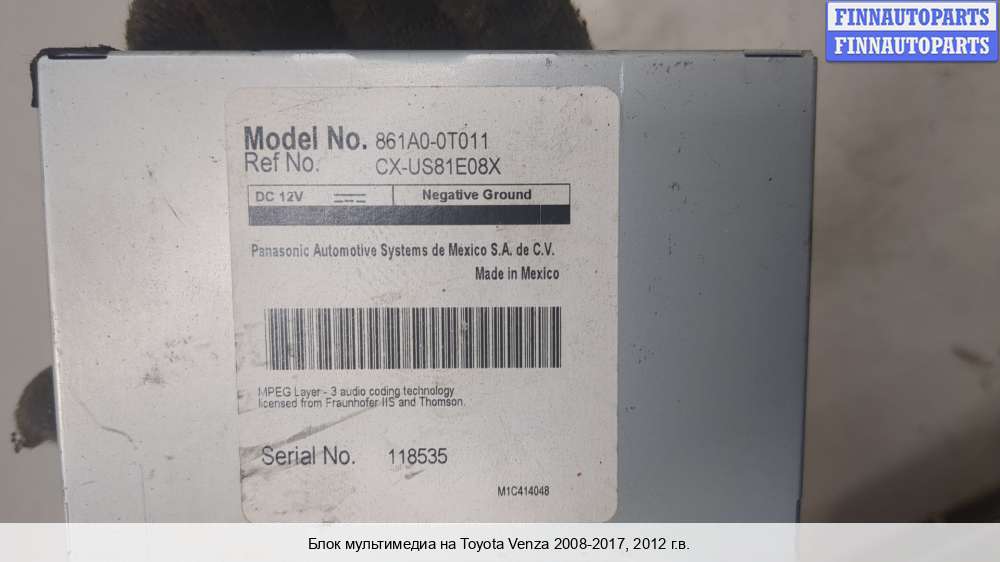 FINNAUTOPARTS
FINNAUTOPARTS
Model No. 861A0-0T011
Ref No. CX-US81E08X
DC 12V Negative Ground
Panasonic Automotive Systems de Mexico S.A. de C.V.
Made in Mexico
MPEG Layer - 3 audio coding technology
licensed from Fraunhofer IIS and Thomson.
Serial No. 118535
M1C414048
Блок мультимедиа на Toyota Venza 2008-2017, 2012 г.в.